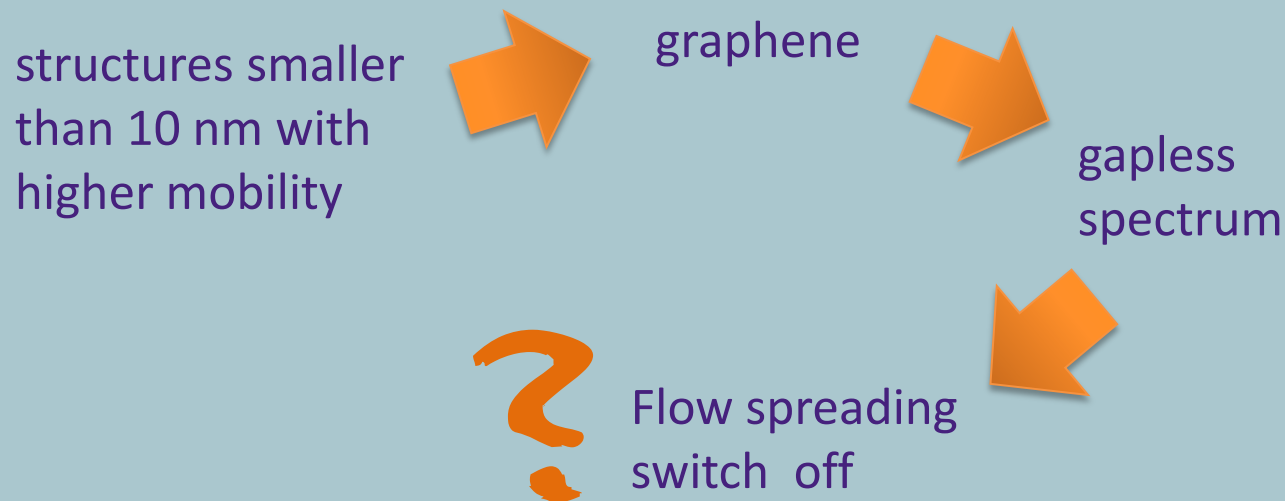 structures smaller
than 10 nm with
higher mobility
graphene
gapless
spectrum
?
Flow spreading
switch off